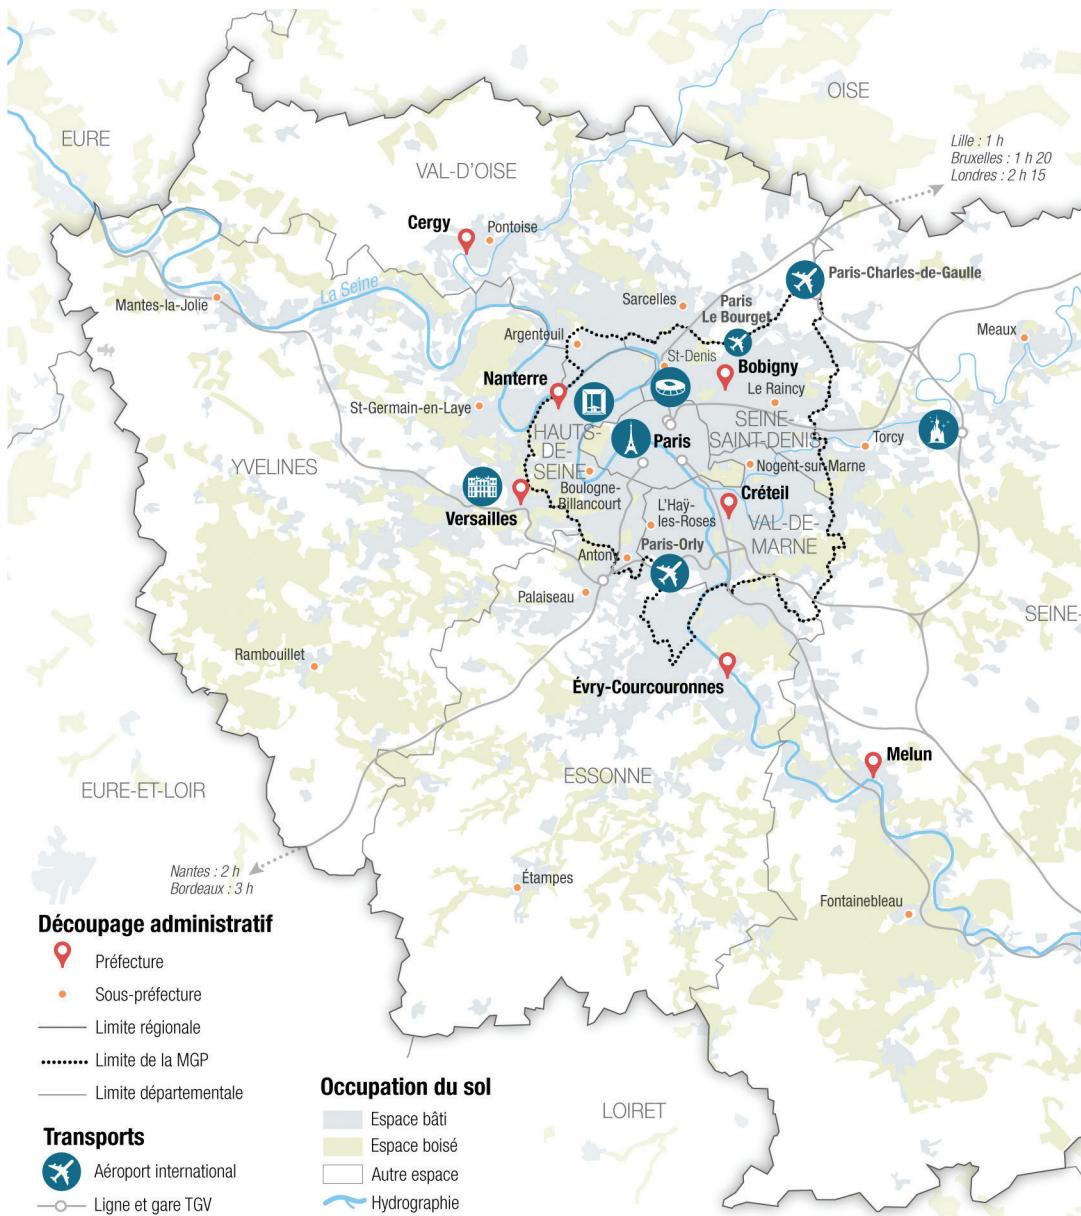 OISE
EURE
Lille : 1 h
Bruxelles : 1 h 20
Londres : 2 h 15
VAL-D'OISE
Cergy
Pontoise
Paris-Charles-de-Gaulle
La Seine
Mantes-la-Jolie
Sarcelles
Paris
Le Bourget
Argenteuil
Meaux
St-Denis
Bobigny
Nanterre
Le Raincy
St-Germain-en-Laye
SEINE-
SAINT-DENIS
HAUTS-
DE-
SEINE
Paris
Torcy
YVELINES
Nogent-sur-Marne
Boulogne-
Billancourt
Créteil
Versailles
L'Haÿ-
les-Roses
VAL-DE-
MARNE
Paris-Orly
Antony
Palaiseau
SEINE-
Rambouillet
Évry-Courcouronnes
Melun
ESSONNE
EURE-ET-LOIR
Nantes : 2 h
Bordeaux : 3 h
Étampes
Fontainebleau
Découpage administratif
Préfecture
Sous-préfecture
Limite régionale
Limite de la MGP
Limite départementale
Transports
Aéroport international
Ligne et gare TGV
Occupation du sol
Espace bâti
Espace boisé
Autre espace
Hydrographie
LOIRET